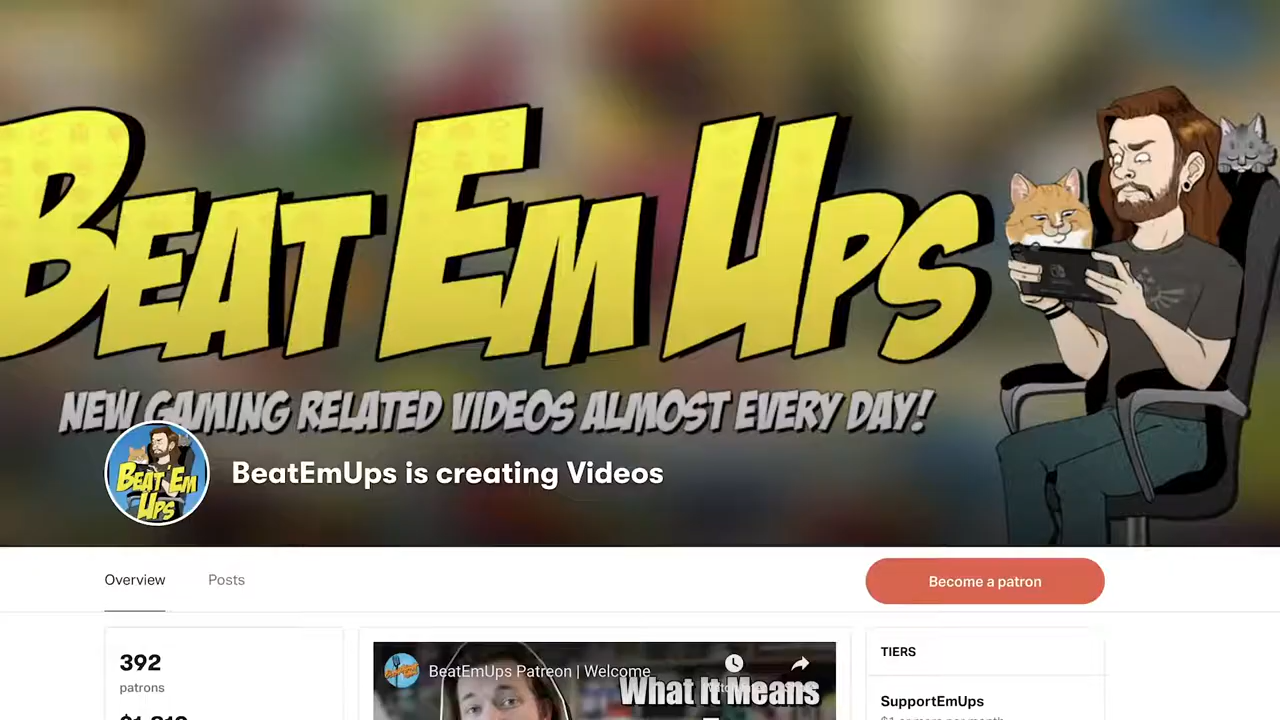 BEAT EM UPS
NEW GAMING RELATED VIDEOS ALMOST EVERY DAY!
BEAT EM
UPS
BeatEmUps is creating Videos
Overview
Posts
Become a patron
392
patrons
BeatEmUps Patreon | Welcome
What It Means
TIERS
SupportEmUps